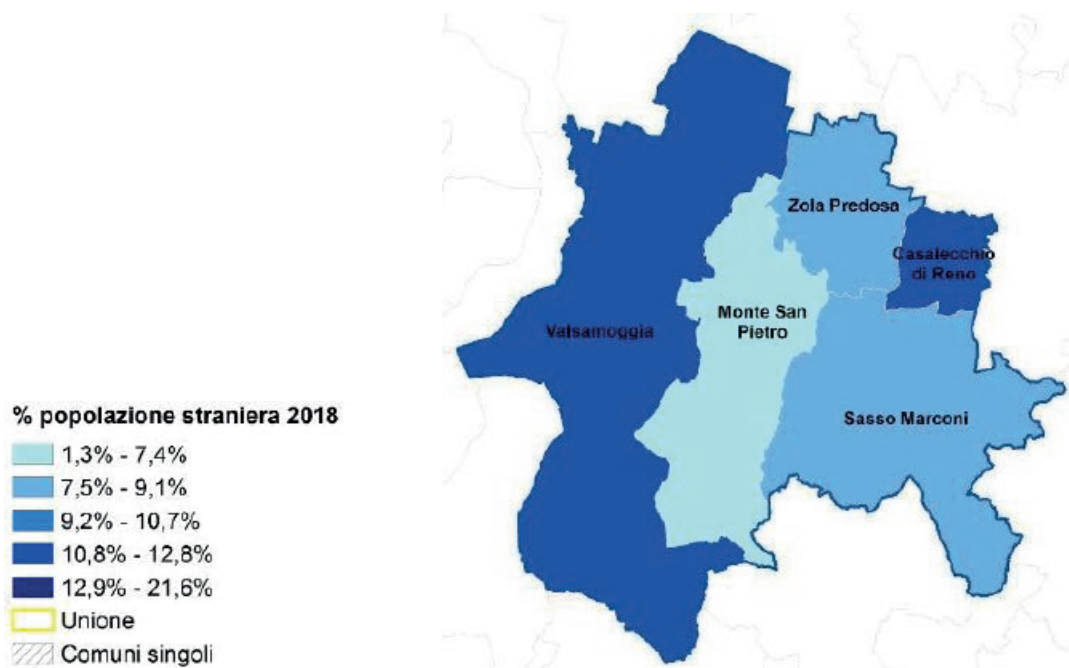 Zola Predosa
Casalecchio
di Reno
Monte San
Pietro
Valsamoggia
Sasso Marconi
% popolazione straniera 2018
1,3% - 7,4%
7,5% - 9,1%
9,2% - 10,7%
10,8% - 12,8%
12,9% - 21,6%
Unione
Comuni singoli